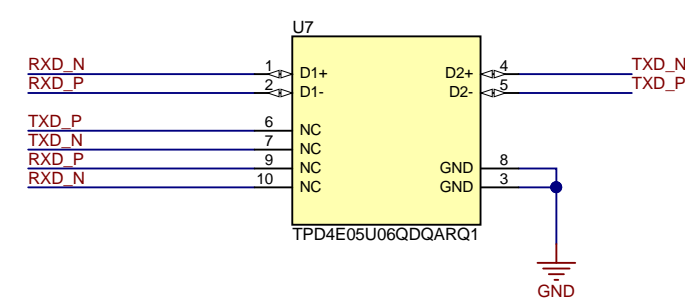 U7
RXD_N 1 D1+ D2+ 4 TXD_N
RXD_P 2 D1- D2- 5 TXD_P
TXD_P 6 NC
TXD_N 7 NC
RXD_P 9 NC GND 8
RXD_N 10 NC GND 3
TPD4E05U06QDQARQ1
GND